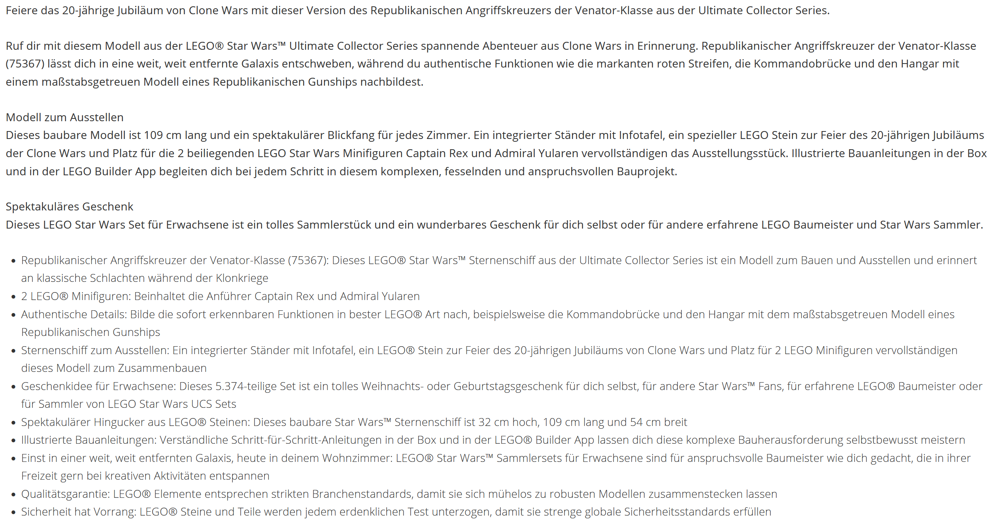 Feiere das 20-jährige Jubiläum von Clone Wars mit dieser Version des Republikanischen Angriffskreuzers der Venator-Klasse aus der Ultimate Collector Series.
Ruf dir mit diesem Modell aus der LEGO® Star Wars™ Ultimate Collector Series spannende Abenteuer aus Clone Wars in Erinnerung. Republikanischer Angriffskreuzer der Venator-Klasse
(75367) lässt dich in eine weit, weit entfernte Galaxis entschweben, während du authentische Funktionen wie die markanten roten Streifen, die Kommandobrücke und den Hangar mit
einem maßstabsgetreuen Modell eines Republikanischen Gunships nachbildest.
Modell zum Ausstellen
Dieses baubare Modell ist 109 cm lang und ein spektakulärer Blickfang für jedes Zimmer. Ein integrierter Ständer mit Infotafel, ein spezieller LEGO Stein zur Feier des 20-jährigen Jubiläums
der Clone Wars und Platz für die 2 beiliegenden LEGO Star Wars Minifiguren Captain Rex und Admiral Yularen vervollständigen das Ausstellungsstück. Illustrierte Bauanleitungen in der Box
und in der LEGO Builder App begleiten dich bei jedem Schritt in diesem komplexen, fesselnden und anspruchsvollen Bauprojekt.
Spektakuläres Geschenk
Dieses LEGO Star Wars Set für Erwachsene ist ein tolles Sammlerstück und ein wunderbares Geschenk für dich selbst oder für andere erfahrene LEGO Baumeister und Star Wars Sammler.
• Republikanischer Angriffskreuzer der Venator-Klasse (75367): Dieses LEGO® Star Wars™ Sternenschiff aus der Ultimate Collector Series ist ein Modell zum Bauen und Ausstellen und erinnert
an klassische Schlachten während der Klonkriege
• 2 LEGO® Minifiguren: Beinhaltet die Anführer Captain Rex und Admiral Yularen
• Authentische Details: Bilde die sofort erkennbaren Funktionen in bester LEGO® Art nach, beispielsweise die Kommandobrücke und den Hangar mit dem maßstabsgetreuen Modell eines
Republikanischen Gunships
• Sternenschiff zum Ausstellen: Ein integrierter Ständer mit Infotafel, ein LEGO® Stein zur Feier des 20-jährigen Jubiläums von Clone Wars und Platz für 2 LEGO Minifiguren vervollständigen
dieses Modell zum Zusammenbauen
• Geschenkidee für Erwachsene: Dieses 5.374-teilige Set ist ein tolles Weihnachts- oder Geburtstagsgeschenk für dich selbst, für andere Star Wars™ Fans, für erfahrene LEGO® Baumeister oder
für Sammler von LEGO Star Wars UCS Sets
• Spektakulärer Hingucker aus LEGO® Steinen: Dieses baubare Star Wars™ Sternenschiff ist 32 cm hoch, 109 cm lang und 54 cm breit
• Illustrierte Bauanleitungen: Verständliche Schritt-für-Schritt-Anleitungen in der Box und in der LEGO® Builder App lassen dich diese komplexe Bauherausforderung selbstbewusst meistern
• Einst in einer weit, weit entfernten Galaxis, heute in deinem Wohnzimmer: LEGO® Star Wars™ Sammlersets für Erwachsene sind für anspruchsvolle Baumeister wie dich gedacht, die in ihrer
Freizeit gern bei kreativen Aktivitäten entspannen
• Qualitätsgarantie: LEGO® Elemente entsprechen strikten Branchenstandards, damit sie sich mühelos zu robusten Modellen zusammenstecken lassen
• Sicherheit hat Vorrang: LEGO® Steine und Teile werden jedem erdenklichen Test unterzogen, damit sie strenge globale Sicherheitsstandards erfüllen